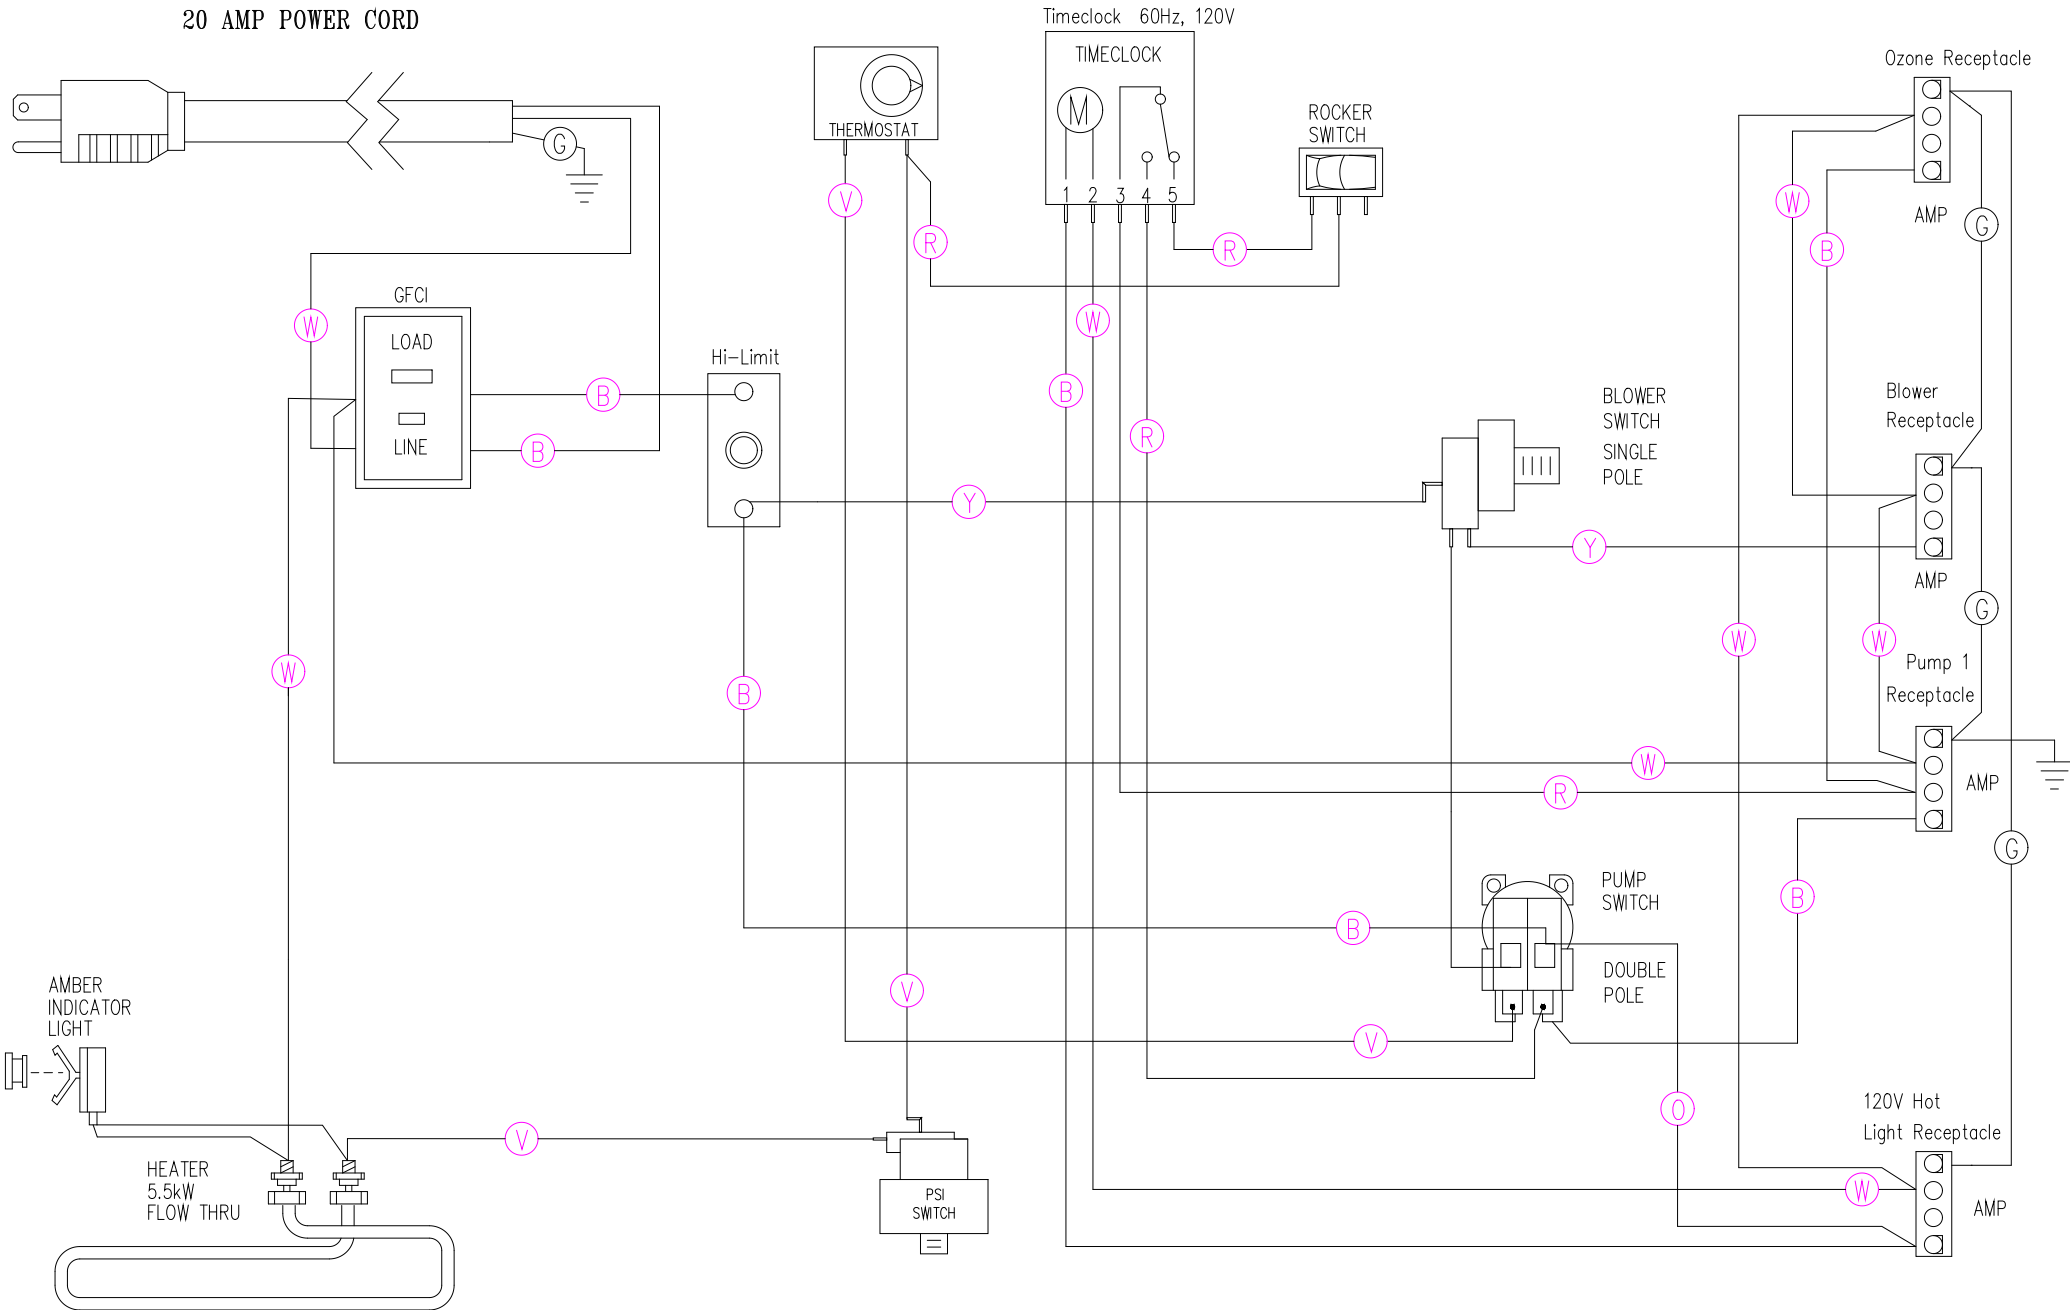 20 AMP POWER CORD
Timeclock 60Hz, 120V
TIMECLOCK
M
1 2 3 4 5
THERMOSTAT
ROCKER
SWITCH
Ozone Receptacle
AMP
G
G
V
R
R
W
B
W
GFCI
LOAD
LINE
B
B
W
Hi-Limit
B
R
Y
BLOWER
SWITCH
SINGLE
POLE
Y
Blower
Receptacle
AMP
G
W
W
W
B
Pump 1
Receptacle
AMP
W
R
G
B
B
PUMP
SWITCH
DOUBLE
POLE
V
V
O
AMBER
INDICATOR
LIGHT
V
HEATER
5.5kW
FLOW THRU
PSI
SWITCH
120V Hot
Light Receptacle
W
AMP